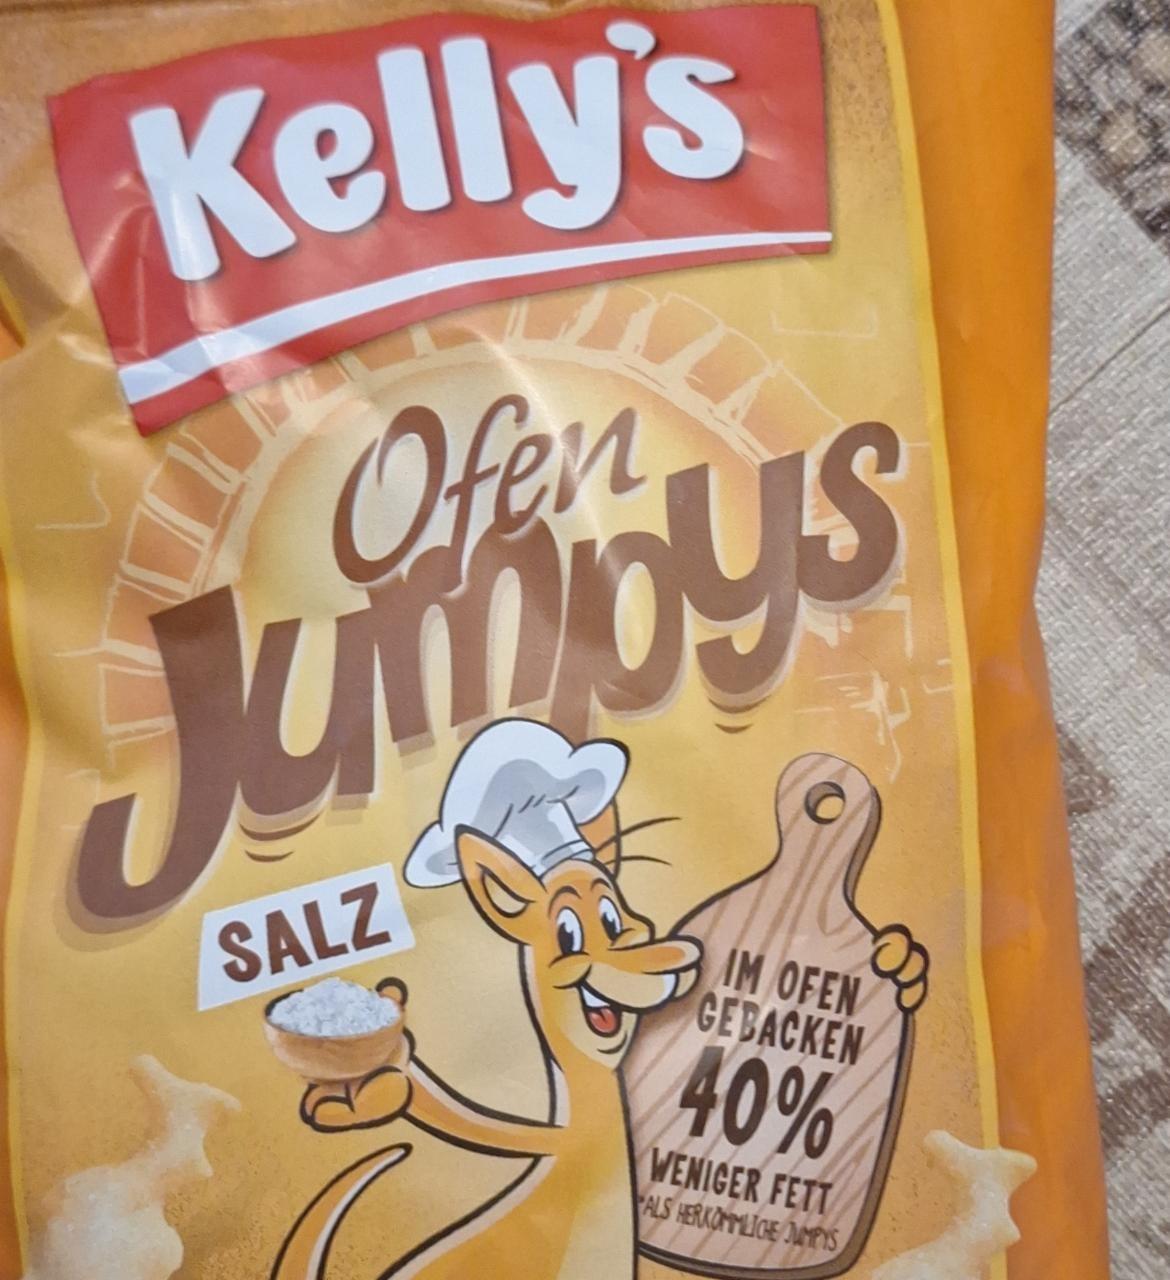 Kelly's
Ofen
Jumpys
SALZ
IM OFEN
GEBACKEN
40%
WENIGER FETT
*ALS HERKÖMMLICHE JUMPYS